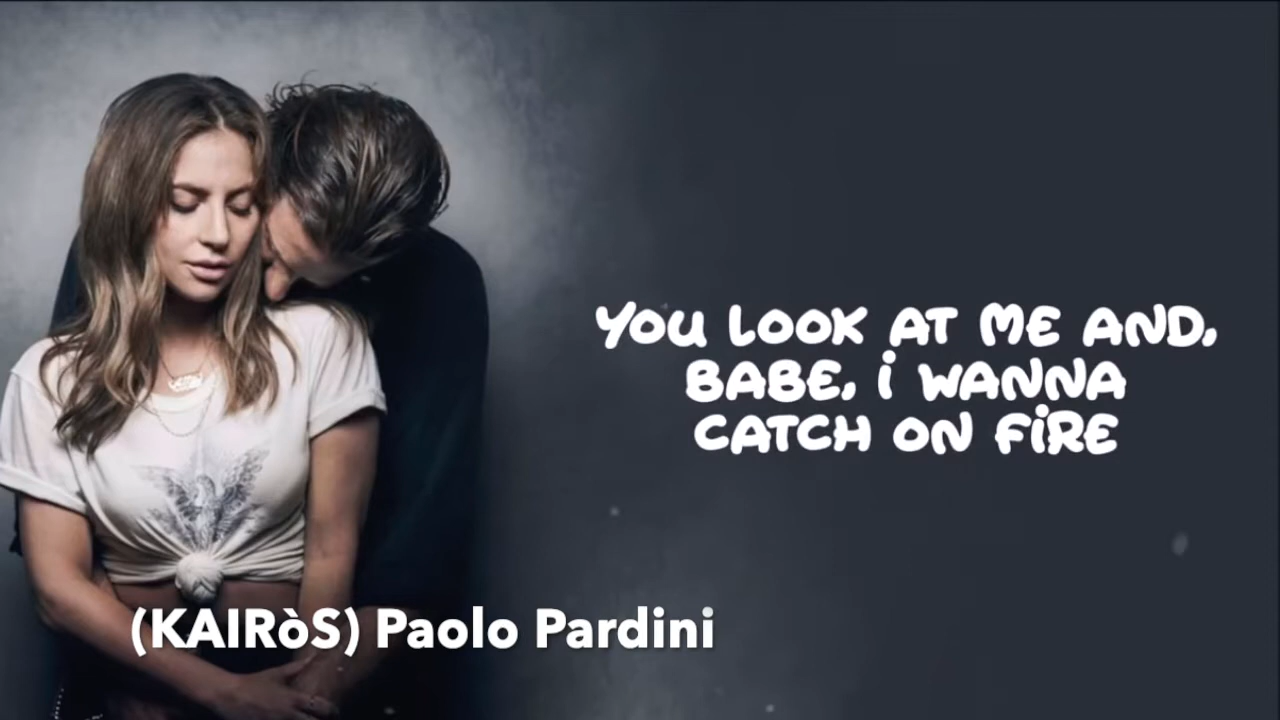 YOU LOOK AT ME AND,
BABE, i WANNA
CATCH ON FiRE
(KAIRòS) Paolo Pardini